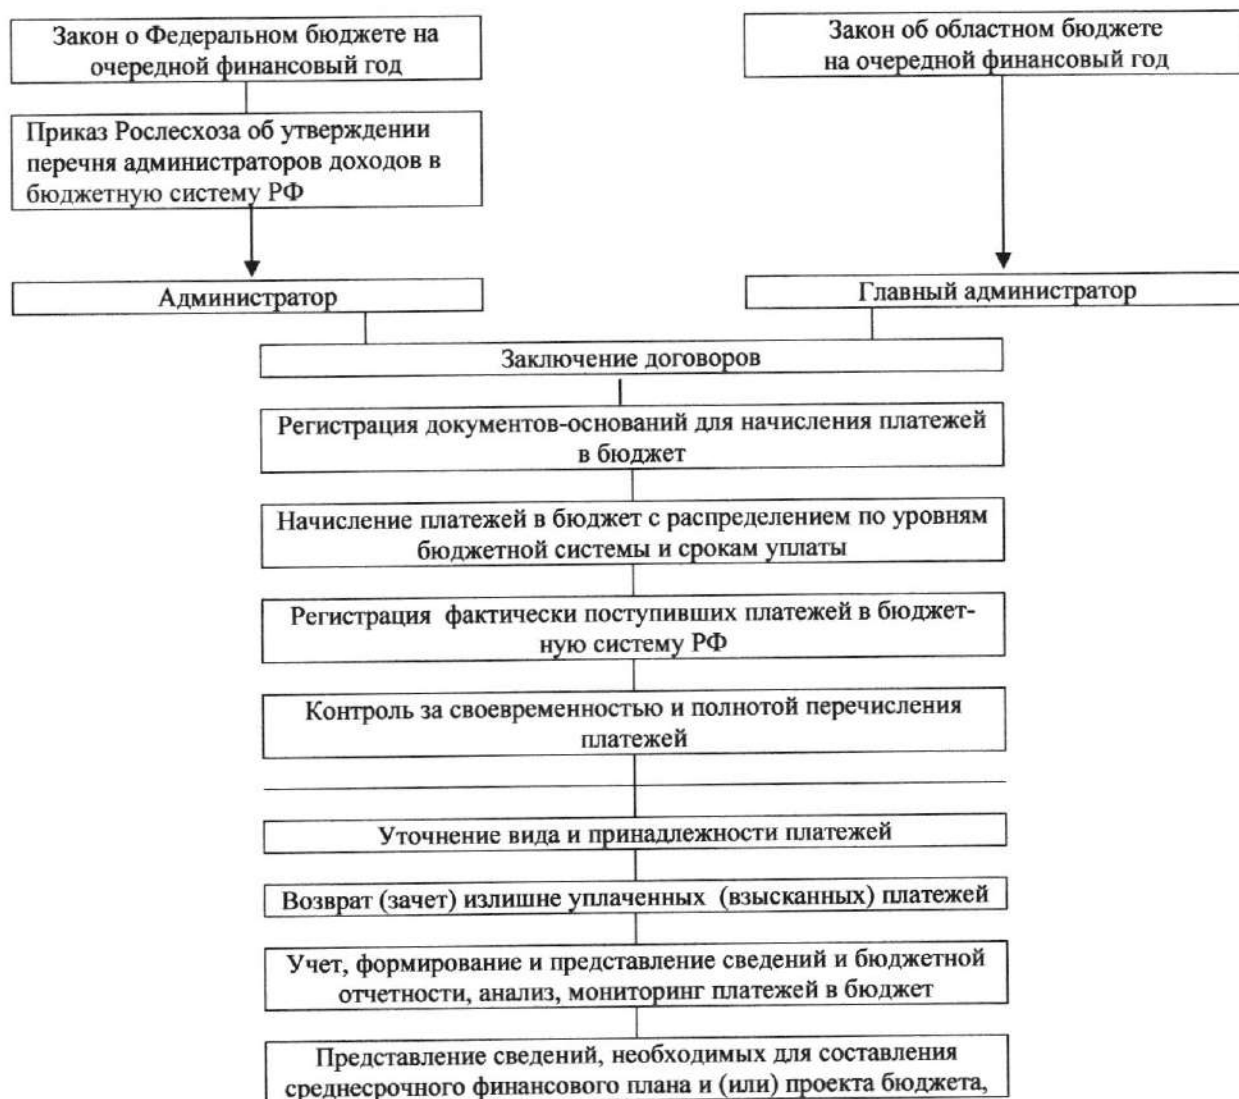 Закон о Федеральном бюджете на
очередной финансовый год
Закон об областном бюджете
на очередной финансовый год
Приказ Рослесхоза об утверждении
перечня администраторов доходов в
бюджетную систему РФ
Администратор
Главный администратор
Заключение договоров
Регистрация документов-оснований для начисления платежей
в бюджет
Начисление платежей в бюджет с распределением по уровням
бюджетной системы и срокам уплаты
Регистрация фактически поступивших платежей в бюджет-
ную систему РФ
Контроль за своевременностью и полнотой перечисления
платежей
Уточнение вида и принадлежности платежей
Возврат (зачет) излишне уплаченных (взысканных) платежей
Учет, формирование и представление сведений и бюджетной
отчетности, анализ, мониторинг платежей в бюджет
Представление сведений, необходимых для составления
среднесрочного финансового плана и (или) проекта бюджета,